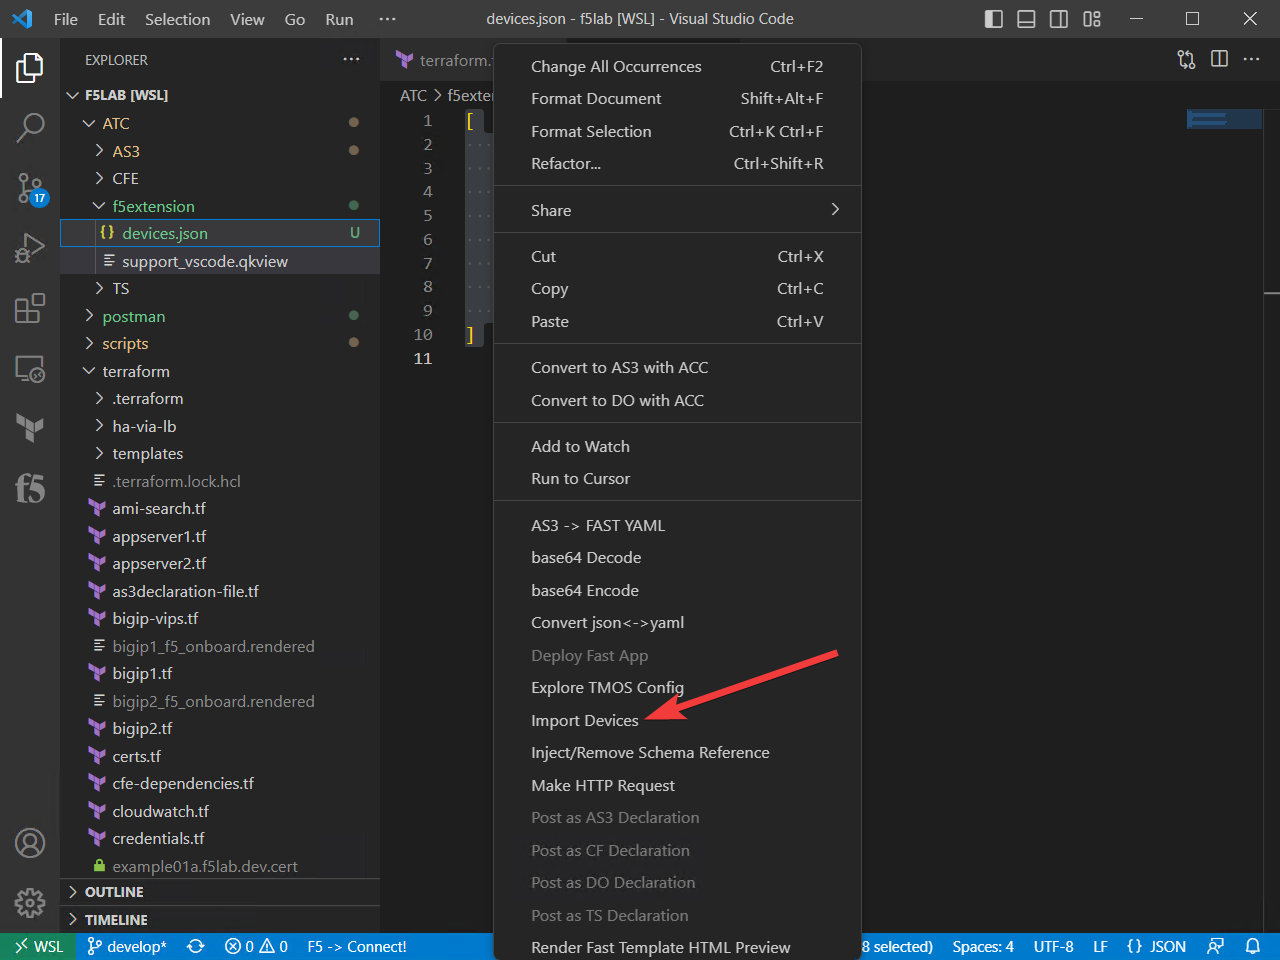 File Edit Selection View Go Run ···
devices.json - f5lab [WSL] - Visual Studio Code
EXPLORER
F5LAB [WSL]
ATC
AS3
CFE
f5extension
{} devices.json U
support_vscode.qkview
TS
postman
scripts
terraform
.terraform
ha-via-lb
templates
.terraform.lock.hcl
ami-search.tf
appserver1.tf
appserver2.tf
as3declaration-file.tf
bigip-vips.tf
bigip1_f5_onboard.rendered
bigip1.tf
bigip2_f5_onboard.rendered
bigip2.tf
certs.tf
cfe-dependencies.tf
cloudwatch.tf
credentials.tf
example01a.f5lab.dev.cert
OUTLINE
TIMELINE
17
f5
terraform.
ATC > f5exte
1 [
2
3
4
5
6
7
8
9
10 ]
11
Change All Occurrences Ctrl+F2
Format Document Shift+Alt+F
Format Selection Ctrl+K Ctrl+F
Refactor... Ctrl+Shift+R
Share
Cut Ctrl+X
Copy Ctrl+C
Paste Ctrl+V
Convert to AS3 with ACC
Convert to DO with ACC
Add to Watch
Run to Cursor
AS3 -> FAST YAML
base64 Decode
base64 Encode
Convert json<->yaml
Deploy Fast App
Explore TMOS Config
Import Devices
Inject/Remove Schema Reference
Make HTTP Request
Post as AS3 Declaration
Post as CF Declaration
Post as DO Declaration
Post as TS Declaration
Render Fast Template HTML Preview
WSL develop* 0 0 F5 -> Connect! 8 selected) Spaces: 4 UTF-8 LF {} JSON